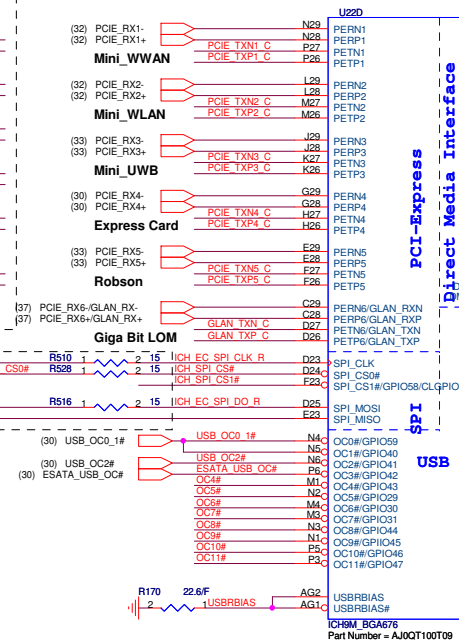 U22D
(32) PCIE_RX1- N29 PERN1
(32) PCIE_RX1+ N28 PERP1
PCIE_TXN1_C P27 PETN1
Mini_WWAN PCIE_TXP1_C P26 PETP1
(32) PCIE_RX2- L29 PERN2
(32) PCIE_RX2+ L28 PERP2
PCIE_TXN2_C M27 PETN2
Mini_WLAN PCIE_TXP2_C M26 PETP2
(33) PCIE_RX3- J29 PERN3
(33) PCIE_RX3+ J28 PERP3
PCIE_TXN3_C K27 PETN3
Mini_UWB PCIE_TXP3_C K26 PETP3
(30) PCIE_RX4- G29 PERN4
(30) PCIE_RX4+ G28 PERP4
PCIE_TXN4_C H27 PETN4
Express Card PCIE_TXP4_C H26 PETP4
(33) PCIE_RX5- E29 PERN5
(33) PCIE_RX5+ E28 PERP5
PCIE_TXN5_C F27 PETN5
Robson PCIE_TXP5_C F26 PETP5
(37) PCIE_RX6-/GLAN_RX- C29 PERN6/GLAN_RXN
(37) PCIE_RX6+/GLAN_RX+ C28 PERP6/GLAN_RXP
GLAN_TXN_C D27 PETN6/GLAN_TXN
Giga Bit LOM GLAN_TXP_C D26 PETP6/GLAN_TXP
PCI-Express
Direct Media Interface
R510 1 2 15 ICH_EC_SPI_CLK_R D23 SPI_CLK
CS0# R528 1 2 15 ICH_SPI_CS# D24 SPI_CS0#
ICH_SPI_CS1# F23 SPI_CS1#/GPIO58/CLGPIO
R516 1 2 15 ICH_EC_SPI_DO_R D25 SPI_MOSI
E23 SPI_MISO
SPI
(30) USB_OC0_1# USB_OC0_1# N4 OC0#/GPIO59
N5 OC1#/GPIO40
(30) USB_OC2# USB_OC2# N6 OC2#/GPIO41
(30) ESATA_USB_OC# ESATA_USB_OC# P6 OC3#/GPIO42
OC4# M1 OC4#/GPIO43
OC5# N2 OC5#/GPIO29
OC6# M4 OC6#/GPIO30
OC7# M3 OC7#/GPIO31
OC8# N3 OC8#/GPIO44
OC9# N1 OC9#/GPIIO45
OC10# P5 OC10#/GPIO46
OC11# P3 OC11#/GPIO47
USB
R170 22.6/F AG2 USBRBIAS
2 1 USBRBIAS AG1 USBRBIAS#
ICH9M_BGA676
Part Number = AJ0QT100T09